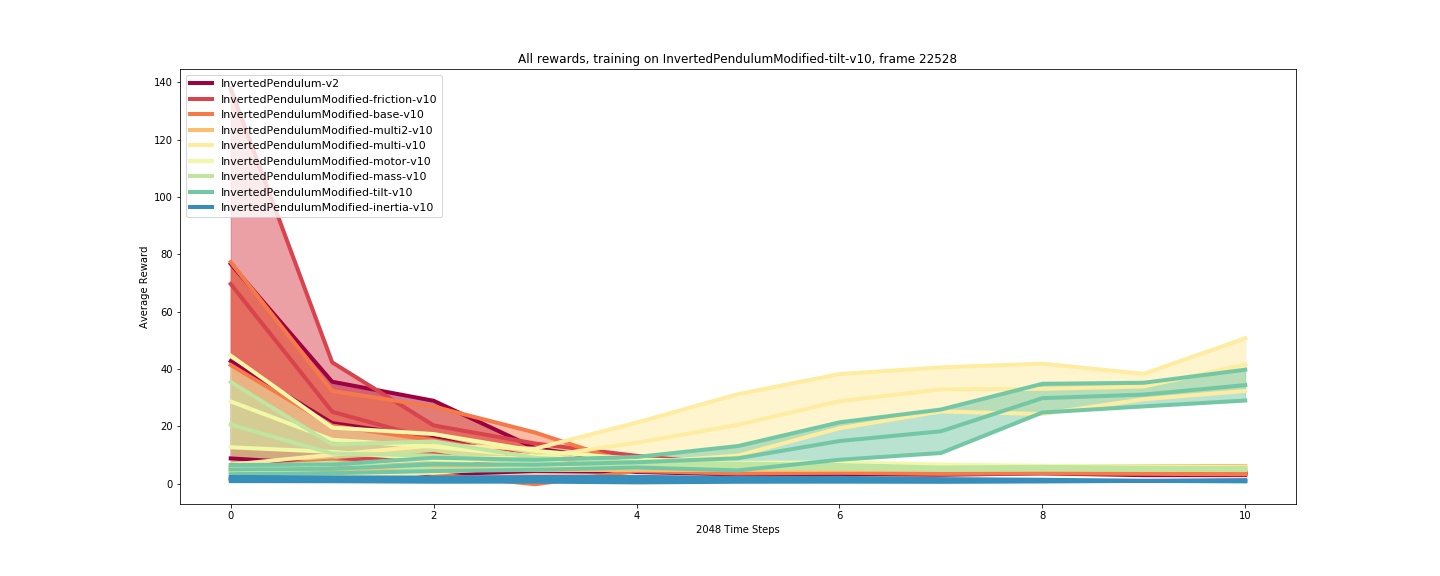 All rewards, training on InvertedPendulumModified-tilt-v10, frame 22528
InvertedPendulum-v2
InvertedPendulumModified-friction-v10
InvertedPendulumModified-base-v10
InvertedPendulumModified-multi2-v10
InvertedPendulumModified-multi-v10
InvertedPendulumModified-motor-v10
InvertedPendulumModified-mass-v10
InvertedPendulumModified-tilt-v10
InvertedPendulumModified-inertia-v10
Average Reward
140
120
100
80
60
40
20
0
0 2 4 6 8 10
2048 Time Steps